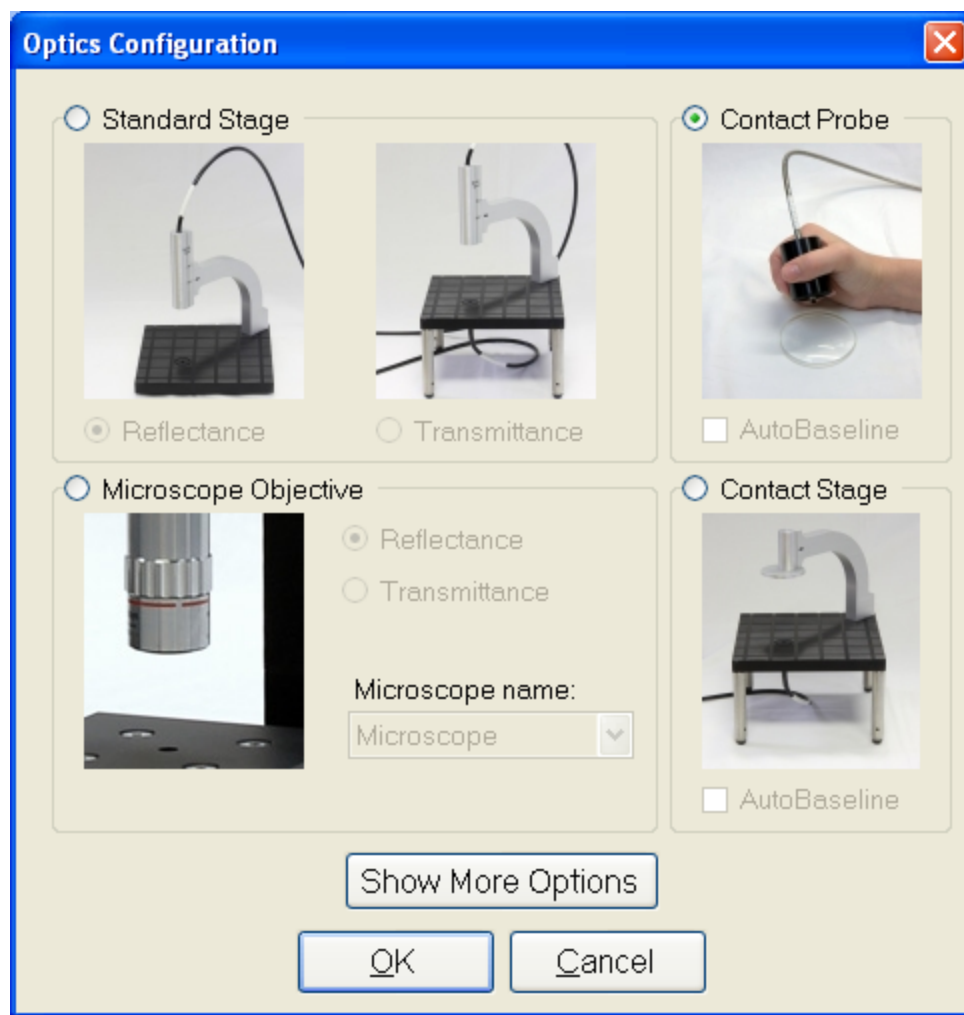 Optics Configuration
Standard Stage
Reflectance
Transmittance
Contact Probe
AutoBaseline
Microscope Objective
Reflectance
Transmittance
Microscope name:
Microscope
Contact Stage
AutoBaseline
Show More Options
OK
Cancel